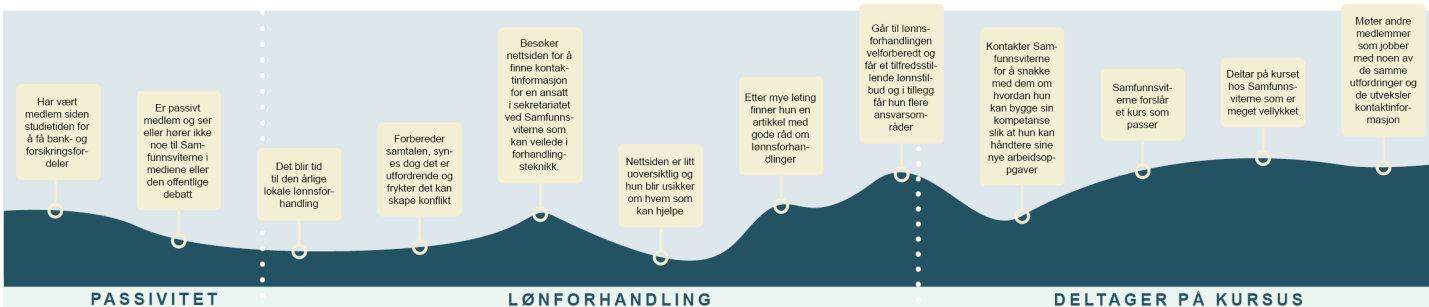 Har vært
medlem siden
studietiden for
å få bank- og
forsikringsfor-
deler
Er passivt
medlem og ser
eller hører ikke
noe til Sam-
funnsviterne i
mediene eller
den offentlige
debatt
Det blir tid
til den årlige
lokale lønnsfor-
handling
Forbereder
samtalen, syn-
es dog det er
utfordrende og
frykter det kan
skape konflikt
Besøker
nettsiden for å
finne kontak-
tinformasjon
for en ansatt
i sekretariatet
ved Samfunns-
viterne som
kan veilede i
forhandling-
steknikk.
Nettsiden er litt
uoversiktlig og
hun blir usikker
om hvem som
kan hjelpe
Etter mye leting
finner hun en
artikkel med
gode råd om
lønnsforhan-
dlinger
Går til lønns-
forhandlingen
velforberedt og
får et tilfredsstil-
lende lønnstil-
bud og i tillegg
får hun flere
ansvarsom-
råder
Kontakter Sam-
funnsviterne
for å snakke
med dem om
hvordan hun
kan bygge sin
kompetanse
slik at hun kan
håndtere sine
nye arbeidsop-
pgaver
Samfunnsvit-
erne forslår
et kurs som
passer
Deltar på kurset
hos Samfunns-
viterne som er
meget vellykket
Møter andre
medlemmer
som jobber
med noen av
de samme
utfordringer og
de utveksler
kontaktinfor-
masjon
PASSIVITET
LØNFORHANDLING
DELTAGER PÅ KURSUS